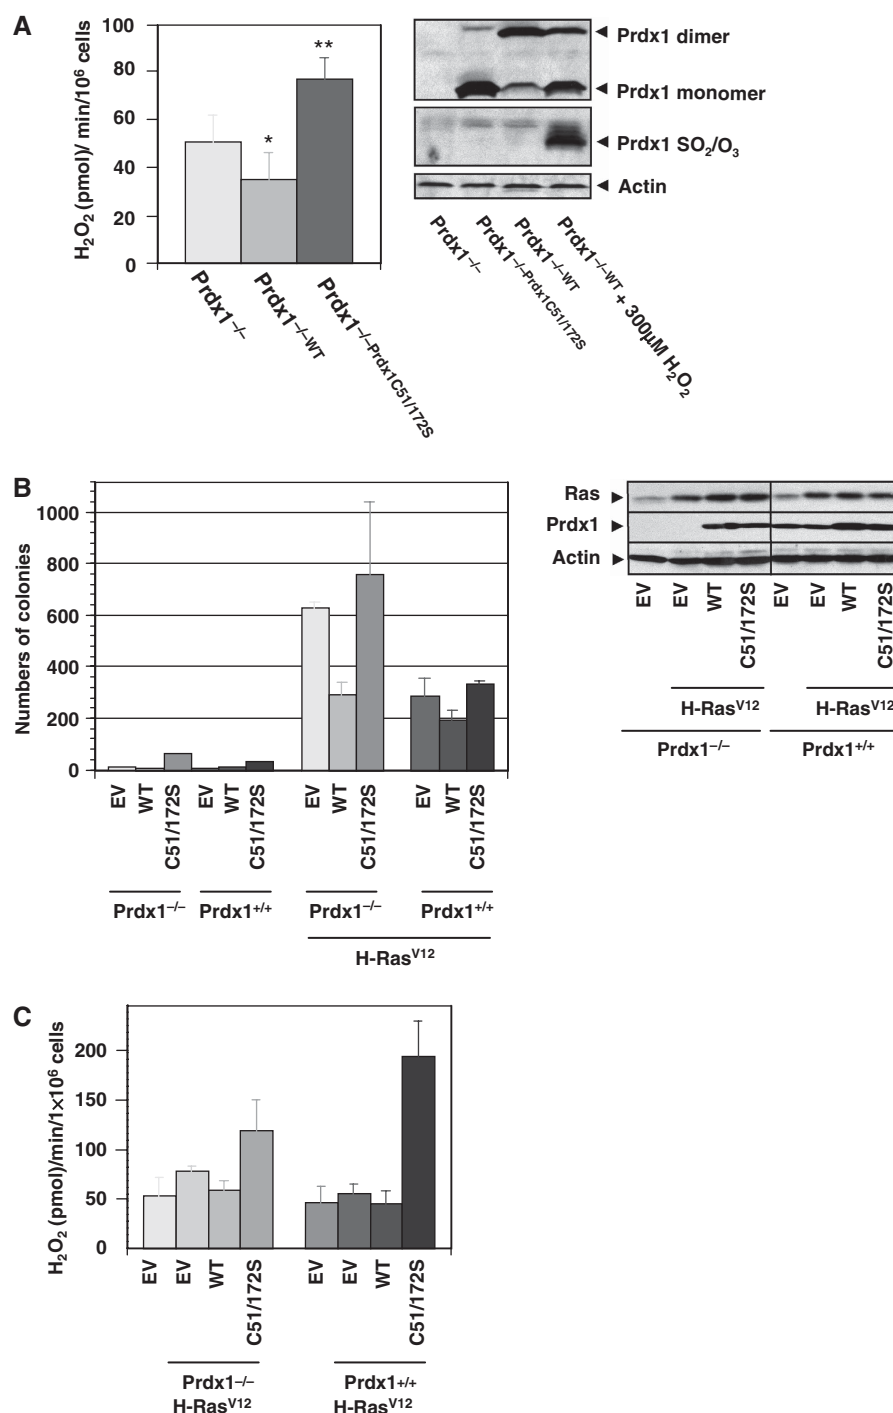 A
H₂O₂ (pmol)/ min/10⁶ cells
100
80
60
40
20
0
*
**
Prdx1⁻/⁻
Prdx1⁻/⁻WT
Prdx1⁻/⁻Prdx1C51/172S
Prdx1 dimer
Prdx1 monomer
Prdx1 SO₂/O₃
Actin
Prdx1⁻/⁻
Prdx1⁻/⁻Prdx1C51/172S
Prdx1⁻/⁻WT
Prdx1⁻/⁻WT + 300µM H₂O₂
B
Numbers of colonies
1000
800
600
400
200
0
EV WT C51/172S EV WT C51/172S EV WT C51/172S EV WT C51/172S
Prdx1⁻/⁻ Prdx1⁺/⁺ Prdx1⁻/⁻ Prdx1⁺/⁺
H-Rasⱽ¹²
Ras
Prdx1
Actin
EV EV WT C51/172S EV EV WT C51/172S
H-Rasⱽ¹² H-Rasⱽ¹²
Prdx1⁻/⁻ Prdx1⁺/⁺
C
H₂O₂ (pmol)/min/1×10⁶ cells
200
150
100
50
0
EV EV WT C51/172S EV EV WT C51/172S
Prdx1−/− Prdx1+/+
H-Rasⱽ¹² H-Rasⱽ¹²